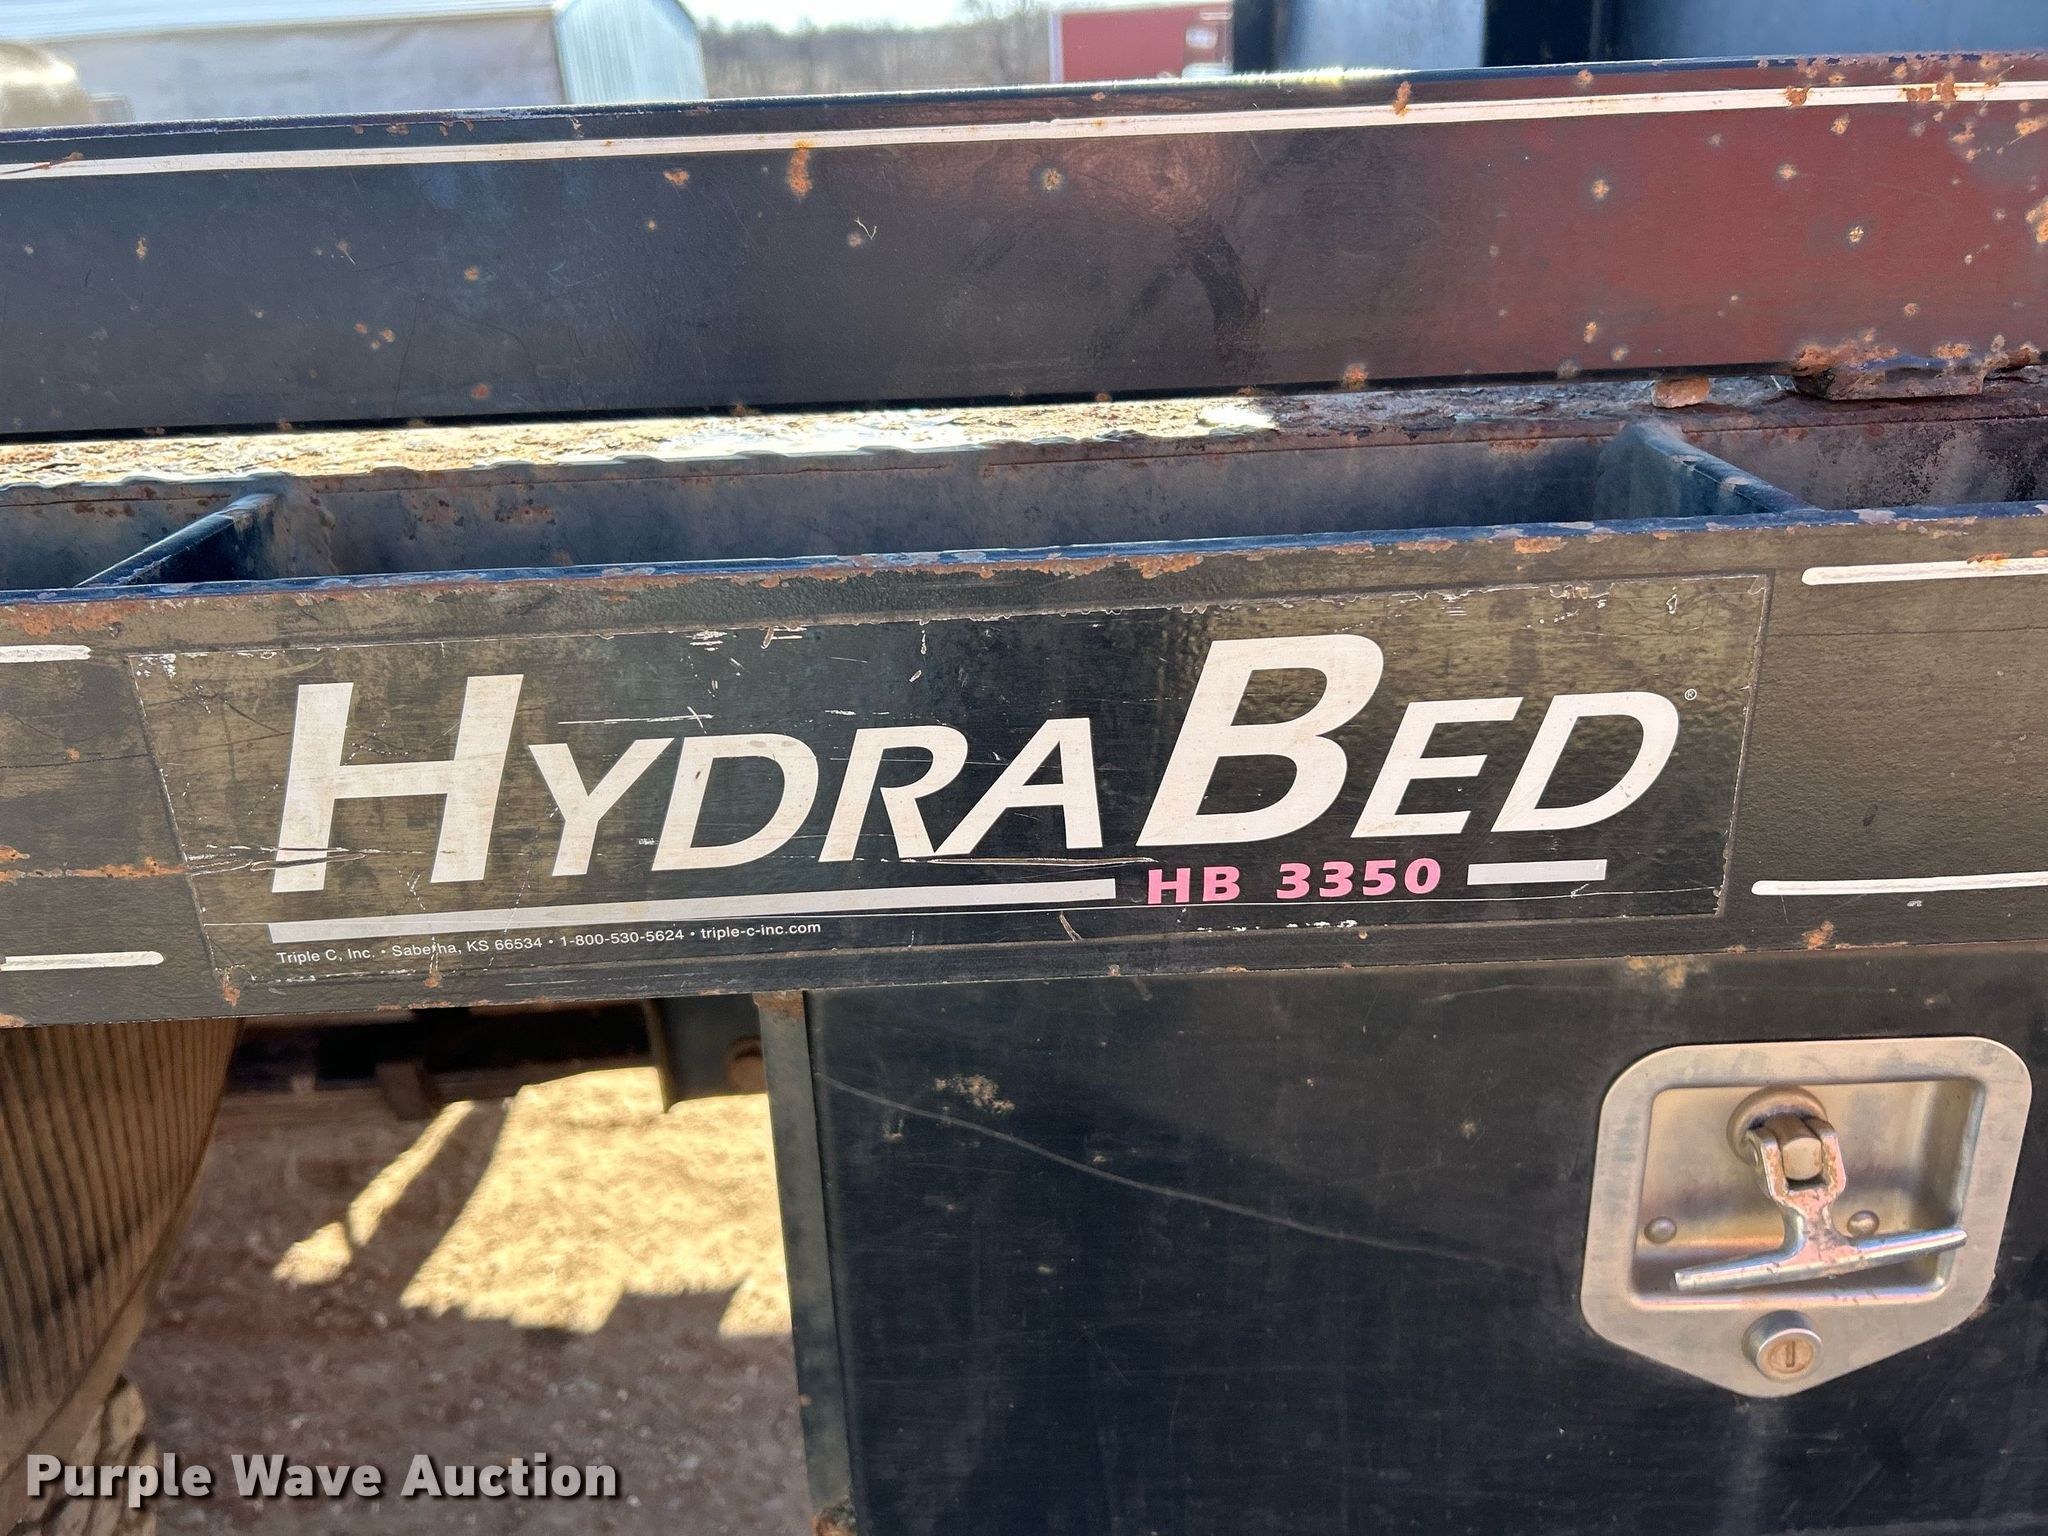 HYDRABED®
HB 3350
Triple C, Inc. • Sabetha, KS 66534 • 1-800-530-5624 • triple-c-inc.com
Purple Wave Auction